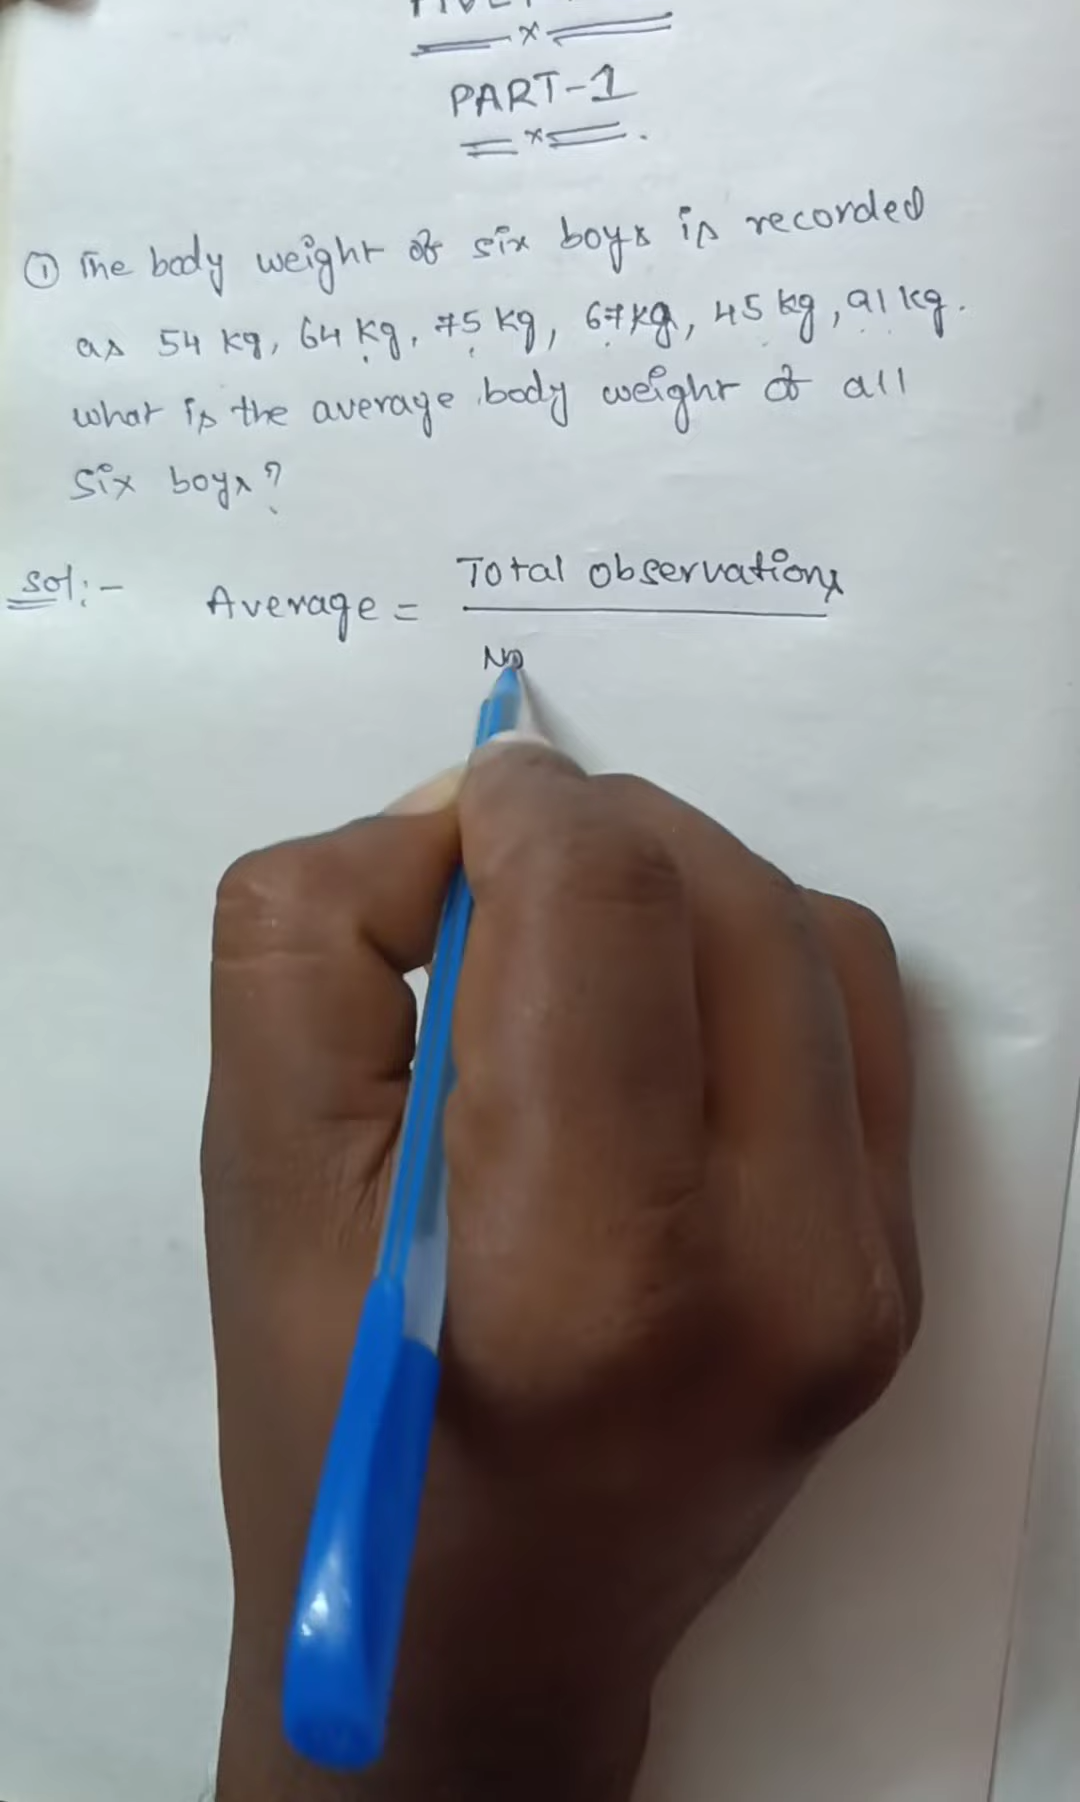 PART-1
① The body weight of six boys is recorded
as 54 kg, 64 kg, 75 kg, 67 kg, 45 kg, 91 kg.
what is the average body weight of all
six boys?
Sol:- Average = Total observations
No